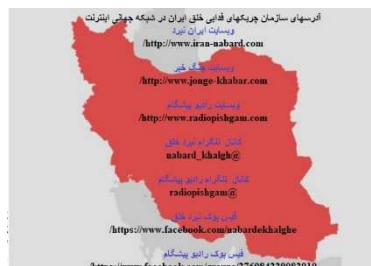 آدرسهای سازمان چریکهای فدایی خلق ایران در شبکه جهانی اینترنت
وبسایت ایران نبرد
http://www.iran-nabard.com/
وبسایت جنگ خبر
http://www.jonge-khabar.com/
وبسایت رادیو پیشگام
http://www.radiopishgam.com/
کانال تلگرام نبرد خلق
@nabard_khalgh
کانال تلگرام رادیو پیشگام
@radiopishgam
فیس بوک نبرد خلق
https://www.facebook.com/nabardekhalghe/
فیس بوک رادیو پیشگام